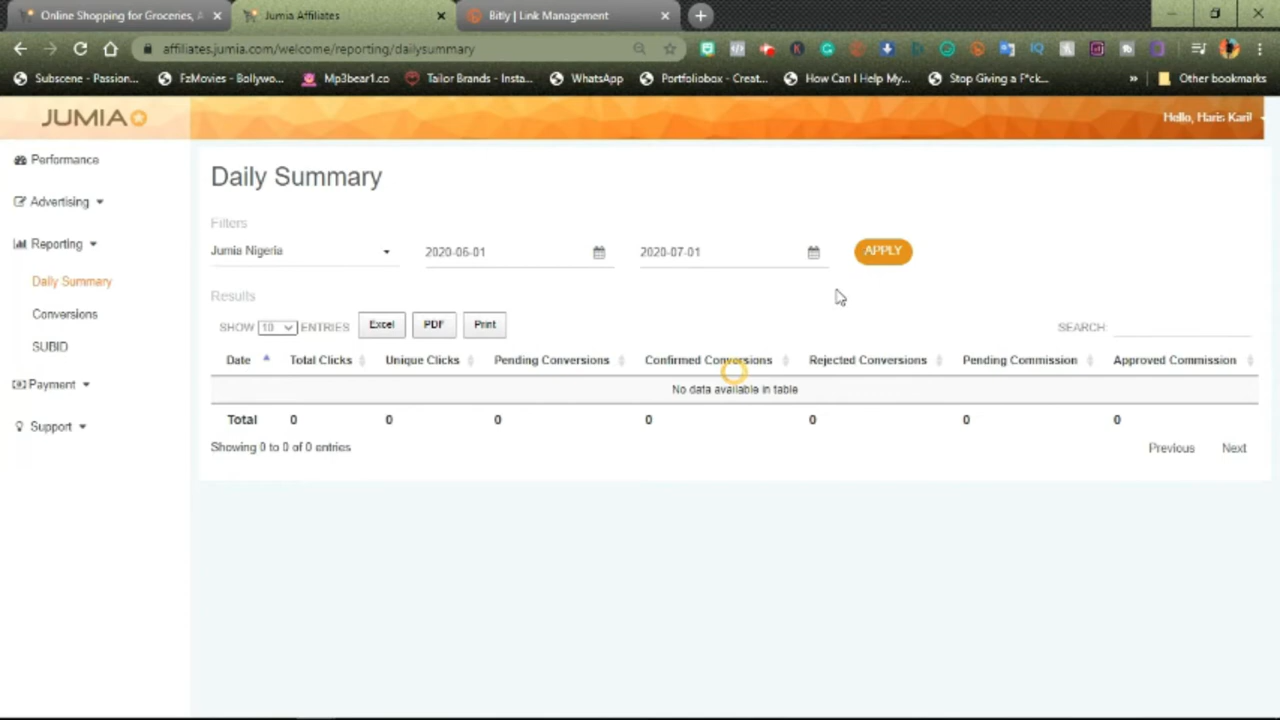 Online Shopping for Groceries, A
Jumia Affiliates
Bitly | Link Management
affiliates.jumia.com/welcome/reporting/dailysummary
Subscene - Passion...
FzMovies - Bollywo...
Mp3bear1.co
Tailor Brands - Insta...
WhatsApp
Portfoliobox - Creat...
How Can I Help My...
Stop Giving a F*ck...
»
Other bookmarks
JUMIA
Hello, Haris Karil
Performance
Advertising
Reporting
Daily Summary
Conversions
SUBID
Payment
Support
Daily Summary
Filters
Jumia Nigeria
2020-06-01
2020-07-01
APPLY
Results
SHOW 10 ENTRIES
Excel
PDF
Print
SEARCH:
Date Total Clicks Unique Clicks Pending Conversions Confirmed Conversions Rejected Conversions Pending Commission Approved Commission
No data available in table
Total 0 0 0 0 0 0 0
Showing 0 to 0 of 0 entries
Previous Next